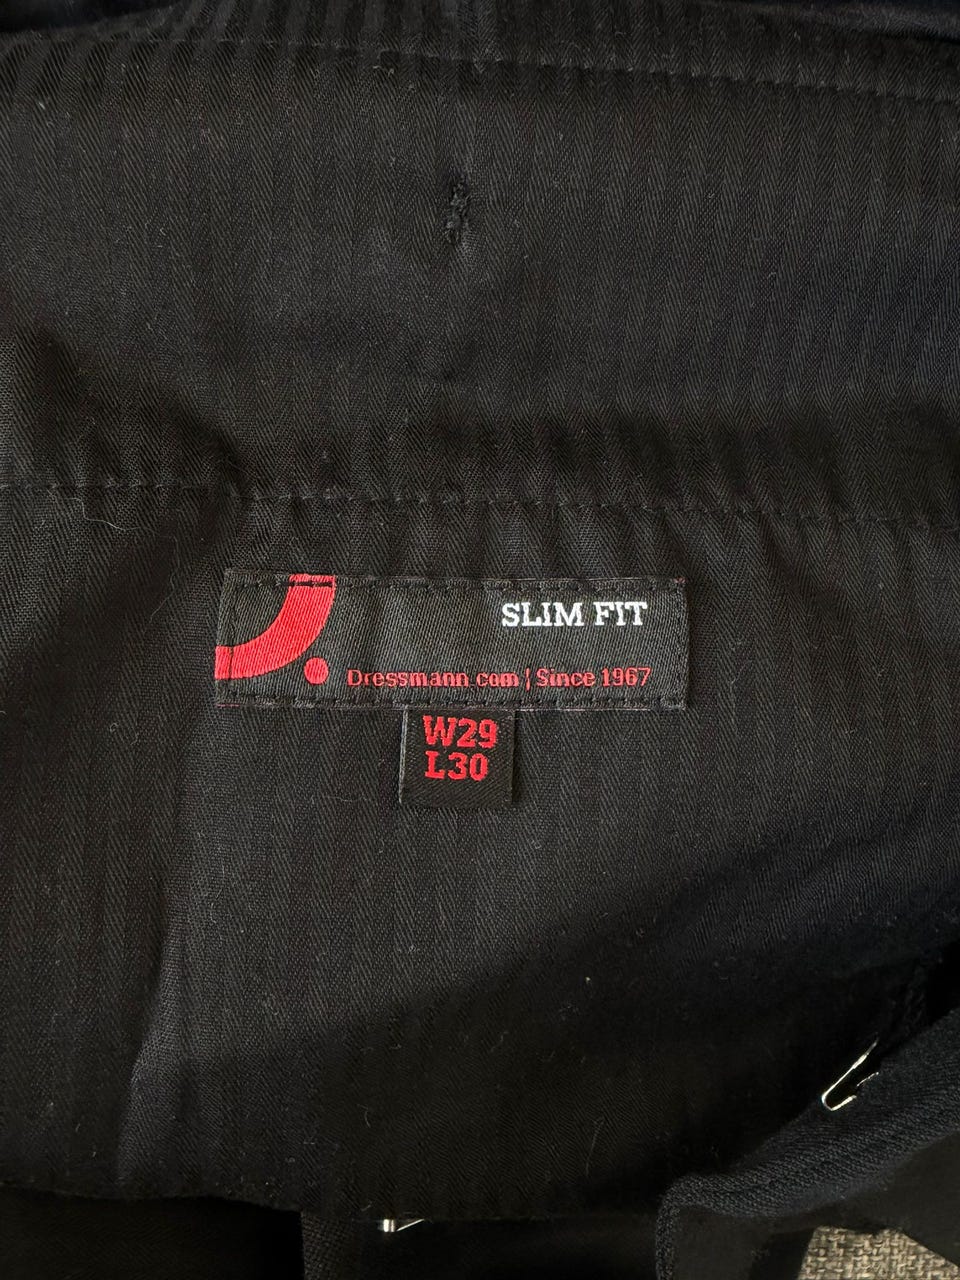 SLIM FIT
Dressmann.com | Since 1967
W29
L30